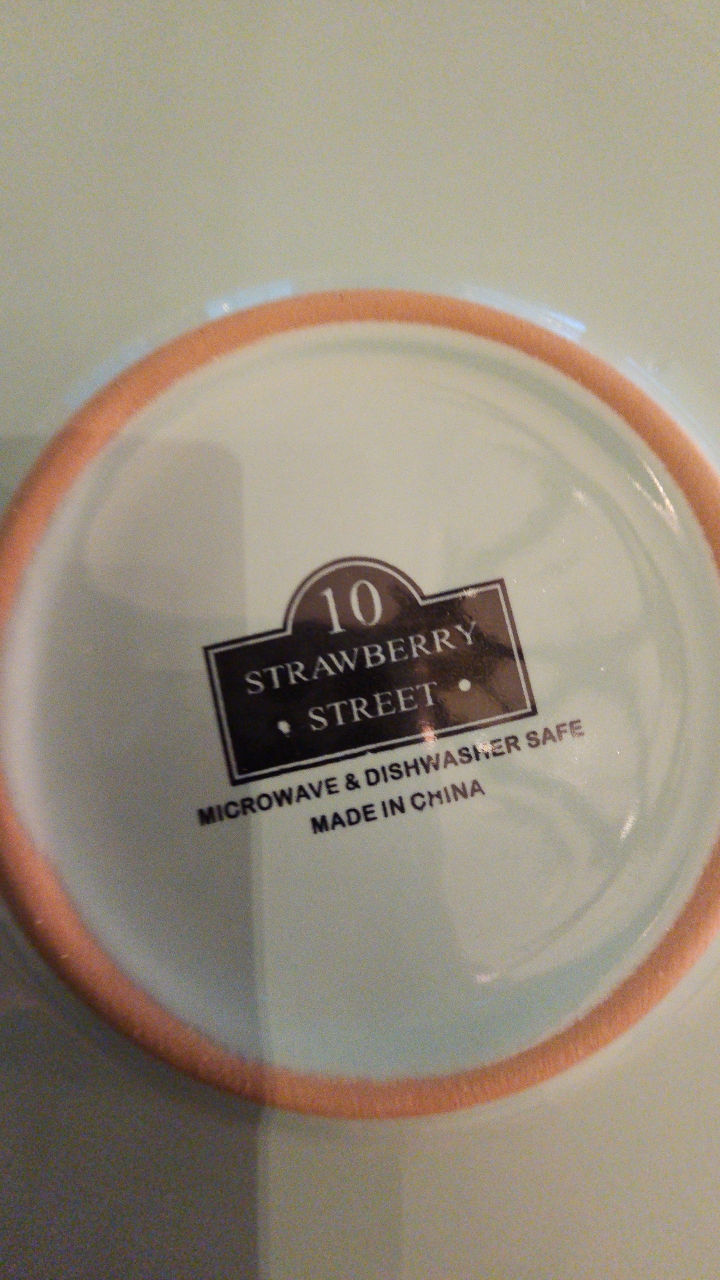 10
STRAWBERRY
• STREET •
MICROWAVE & DISHWASHER SAFE
MADE IN CHINA